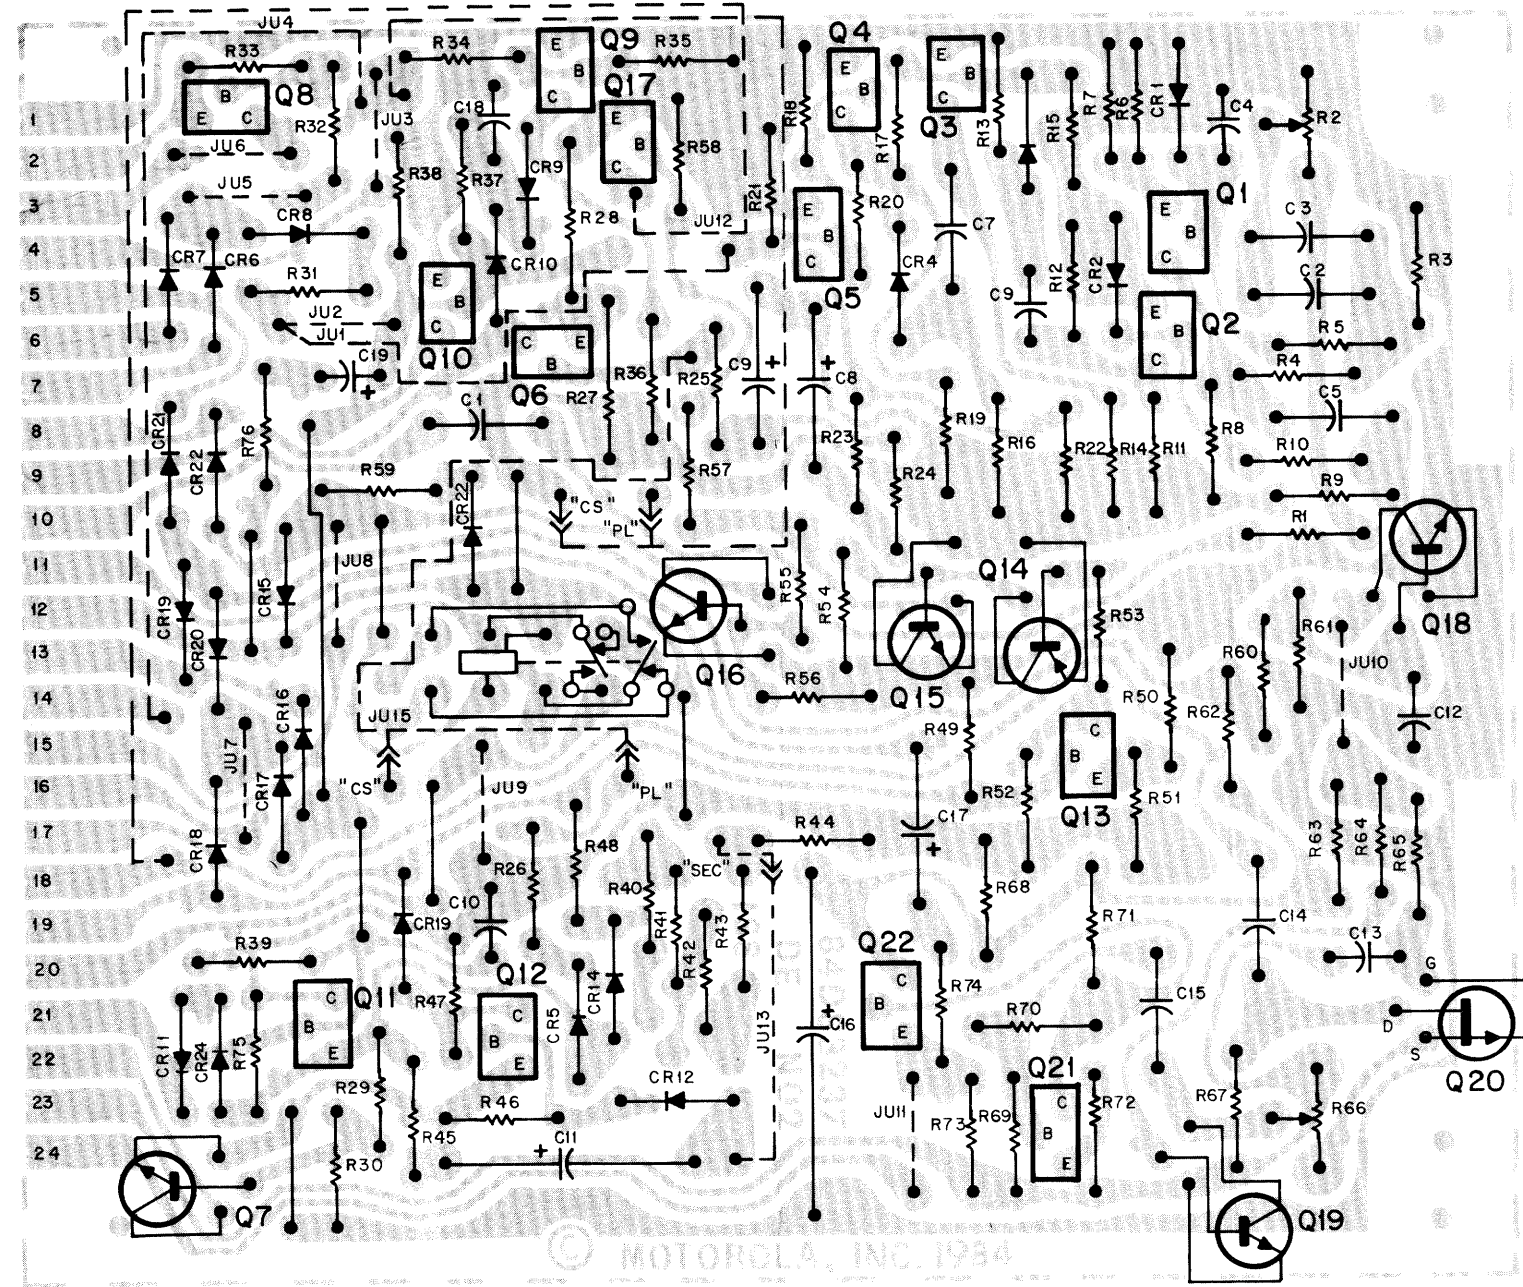 JU4
R33
R34
Q9
R35
Q4
E
B
C
Q17
E
B
C
Q3
E
B
C
Q8
B
E
C
R32
JU3
C18
E
B
C
R58
R18
R17
R13
R15
R7
R6
CR1
C4
R2
1
2
JU6
R38
R37
CR9
R21
R20
JU5
3
CR8
R28
JU12
E
B
C
Q5
C7
E
B
C
Q1
C3
4
CR7
CR6
CR10
CR4
R12
CR2
R3
5
R31
E
B
C
Q10
C9
C2
E
B
C
Q2
JU2
JU1
6
C
E
B
Q6
R5
C19
+
R36
R25
C9
+
+
C8
R4
7
R27
C1
C5
8
CR21
R76
R23
R19
R16
R22
R14
R11
R8
CR22
R59
R57
R24
R10
9
R9
CR22
"CS"
"PL"
10
R1
JU8
Q14
11
R55
R54
CR19
CR15
12
R53
R61
Q18
13
CR20
Q16
R60
JU10
Q15
R56
14
CR16
JU15
R50
R62
C12
R49
C
B
E
Q13
15
JU7
CR17
16
"CS"
JU9
"PL"
R52
R51
R44
C17
+
17
CR18
R48
R63
R64
R65
R26
"SEC"
18
R40
R68
C10
R41
R43
R71
C14
19
CR19
R42
Q22
C13
R39
20
Q12
G
Q11
C
B
E
R47
C
B
E
CR14
C
B
E
R74
C15
21
CR5
JU13
+
C16
R70
D
CR11
CR24
R75
S
22
Q21
Q20
CR12
R29
23
R46
JU11
R73
R69
C
B
E
R72
R67
R66
R45
C11
+
24
R30
Q7
Q19
© MOTOROLA, INC. 1984